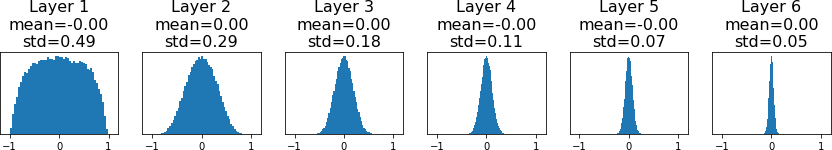 Layer 1
mean=-0.00
std=0.49
−1 0 1
Layer 2
mean=0.00
std=0.29
−1 0 1
Layer 3
mean=0.00
std=0.18
−1 0 1
Layer 4
mean=-0.00
std=0.11
−1 0 1
Layer 5
mean=-0.00
std=0.07
−1 0 1
Layer 6
mean=0.00
std=0.05
−1 0 1